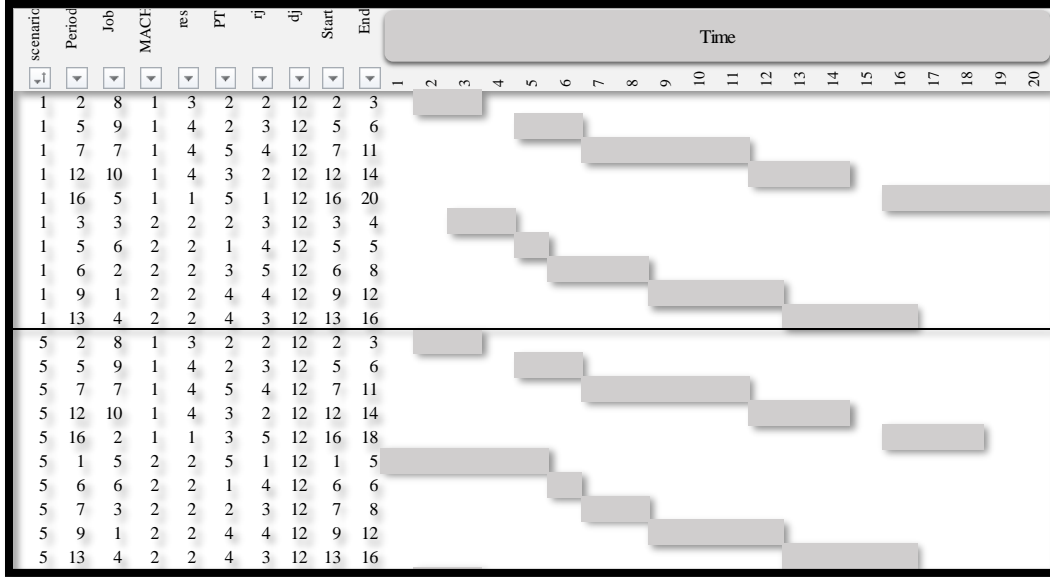 scenario Period Job MACH res PT rj dj Start End Time
1 2 3 4 5 6 7 8 9 10 11 12 13 14 15 16 17 18 19 20
1 2 8 1 3 2 2 12 2 3
1 5 9 1 4 2 3 12 5 6
1 7 7 1 4 5 4 12 7 11
1 12 10 1 4 3 2 12 12 14
1 16 5 1 1 5 1 12 16 20
1 3 3 2 2 2 3 12 3 4
1 5 6 2 2 1 4 12 5 5
1 6 2 2 2 3 5 12 6 8
1 9 1 2 2 4 4 12 9 12
1 13 4 2 2 4 3 12 13 16
5 2 8 1 3 2 2 12 2 3
5 5 9 1 4 2 3 12 5 6
5 7 7 1 4 5 4 12 7 11
5 12 10 1 4 3 2 12 12 14
5 16 2 1 1 3 5 12 16 18
5 1 5 2 2 5 1 12 1 5
5 6 6 2 2 1 4 12 6 6
5 7 3 2 2 2 3 12 7 8
5 9 1 2 2 4 4 12 9 12
5 13 4 2 2 4 3 12 13 16